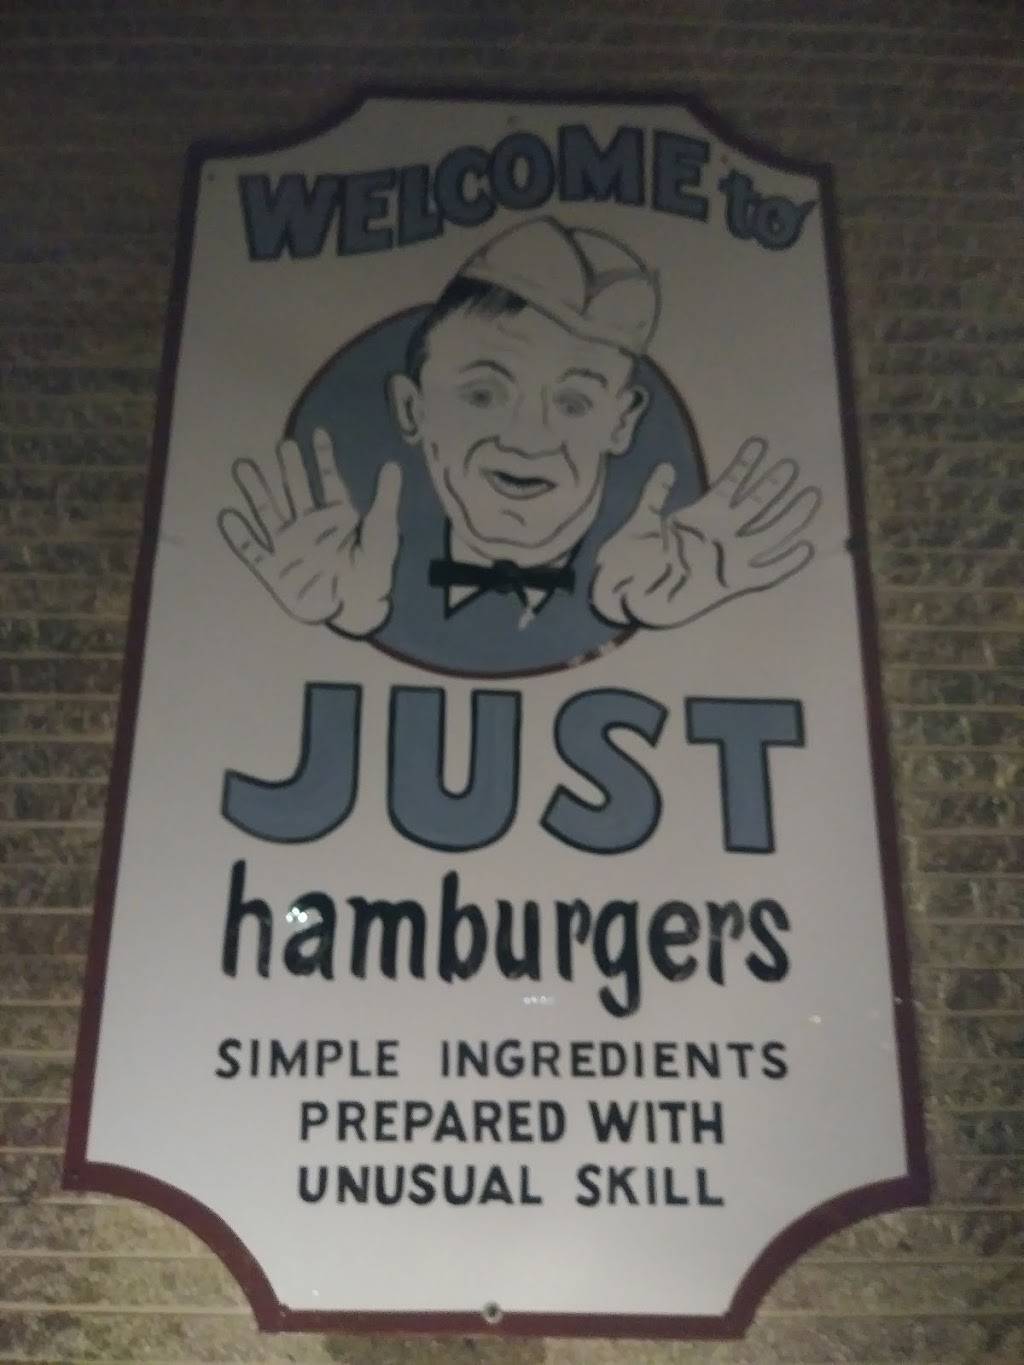 WELCOME to
JUST
hamburgers
SIMPLE INGREDIENTS
PREPARED WITH
UNUSUAL SKILL